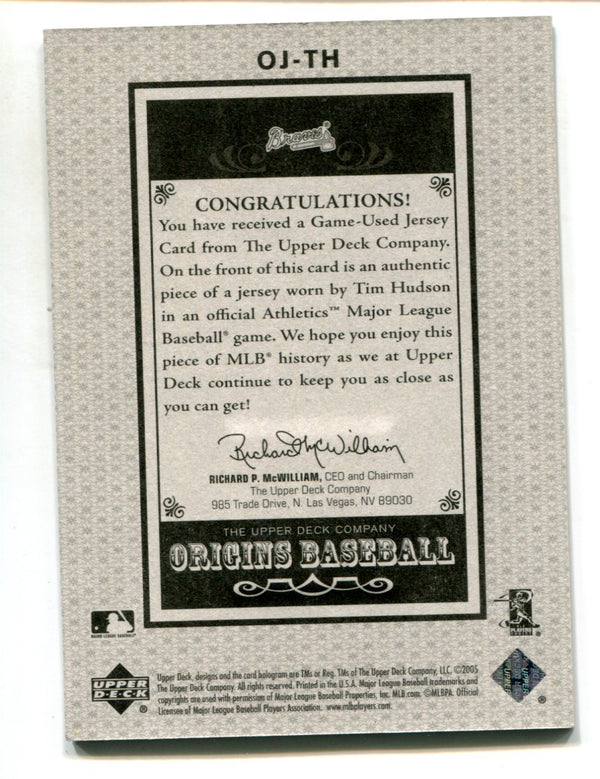 OJ-TH
Braves
CONGRATULATIONS!
You have received a Game-Used Jersey
Card from The Upper Deck Company.
On the front of this card is an authentic
piece of a jersey worn by Tim Hudson
in an official Athletics™ Major League
Baseball® game. We hope you enjoy this
piece of MLB® history as we at Upper
Deck continue to keep you as close as
you can get!
Richard McWilliam
RICHARD P. McWILLIAM, CEO and Chairman
The Upper Deck Company
985 Trade Drive, N. Las Vegas, NV 89030
THE UPPER DECK COMPANY
ORIGINS BASEBALL
MAJOR LEAGUE BASEBALL®
PLAYERS
CHOICE ®
UPPER
DECK ®
Upper Deck, designs and the card hologram are TMs or Reg. TMs of The Upper Deck Company, LLC. ©2005
The Upper Deck Company. All rights reserved. Printed in the U.S.A. Major League Baseball trademarks and
copyrights are used with permission of Major League Baseball Properties, Inc. MLB.com. ©MLBPA. Official
Licensee of Major League Baseball Players Association. www.mlbplayers.com
®